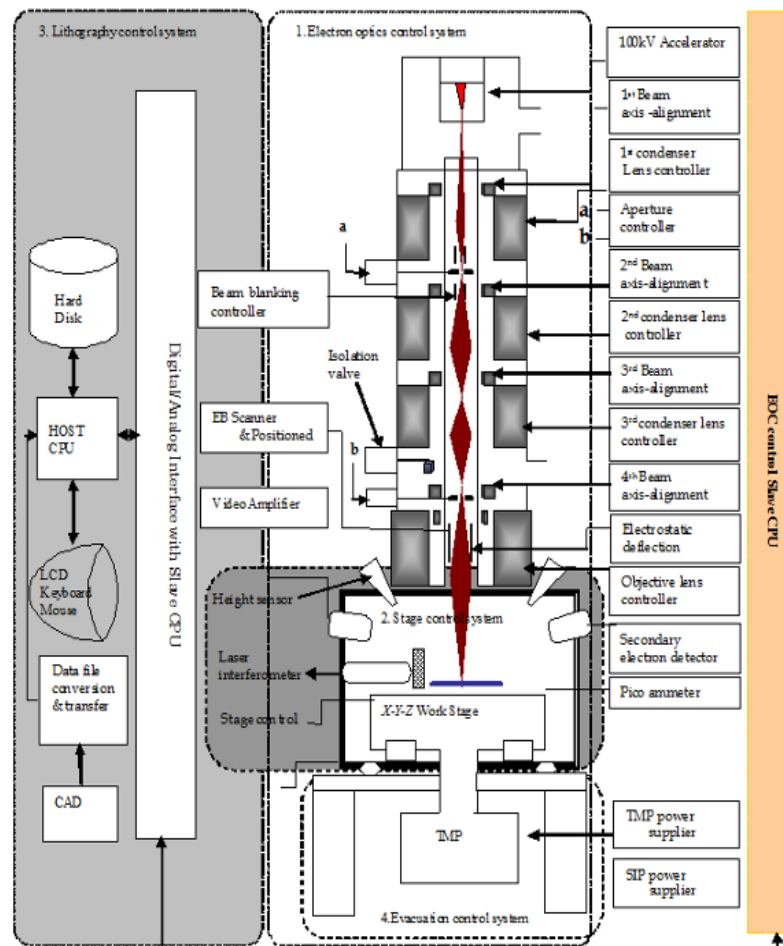 3. Lithography control system
1.Electron optics control system
100kV Accelerator
1st Beam
axis -alignment
1st condenser
Lens controller
a
Aperture
b
controller
a
2nd Beam
axis-alignment
Beam blanking
controller
Hard
Disk
2nd condenser lens
controller
Isolation
valve
3rd Beam
axis-alignment
HOST
CPU
EB Scanner
& Positioned
b
3rd condenser lens
controller
Video Amplifier
4th Beam
axis-alignment
Digital/Analog Interface with Slave CPU
EOC control Slave CPU
Electrostatic
deflection
LCD
Keyboard
Mouse
Height sensor
Objective lens
controller
2. Stage control system
Laser
interferometer
Secondary
electron detector
Data file
conversion
& transfer
Pico ammeter
Stage control
X-Y-Z Work Stage
CAD
TMP
TMP power
supplier
SIP power
supplier
4.Evacuation control system